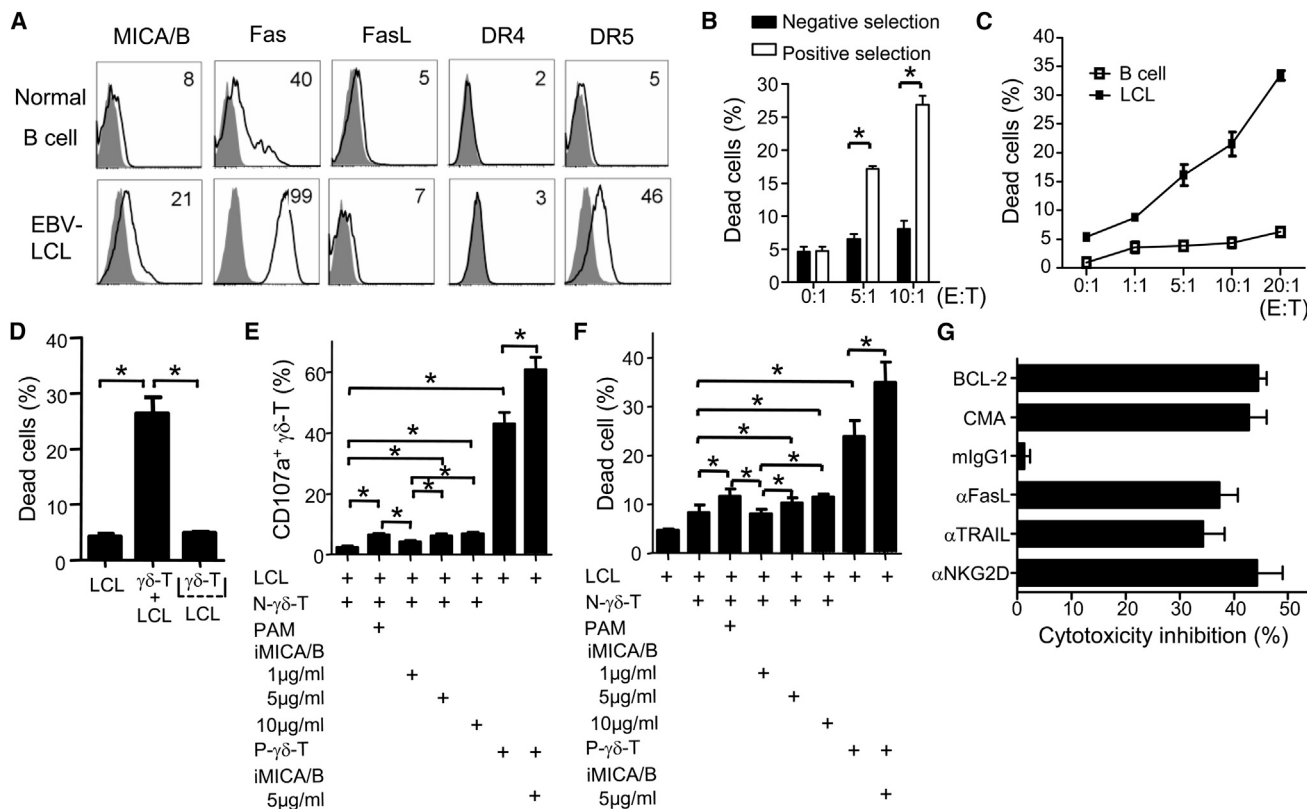 A
MICA/B Fas FasL DR4 DR5
Normal B cell
8 40 5 2 5
EBV-LCL
21 99 7 3 46
B
Negative selection
Positive selection
Dead cells (%)
30
25
20
15
10
5
0
* *
0:1 5:1 10:1 (E:T)
C
Dead cells (%)
40
35
33
25
20
15
10
5
0
B cell
LCL
0:1 1:1 5:1 10:1 20:1
(E:T)
D
Dead cells (%)
40
30
20
10
0
* *
LCL γδ-T + LCL γδ-T LCL
E
CD107a⁺ γδ-T (%)
60
40
20
0
* * * * * * * *
LCL + + + + + + +
N-γδ-T + + + + +
PAM +
iMICA/B
1μg/ml +
5μg/ml +
10μg/ml +
P-γδ-T + +
iMICA/B
5μg/ml +
F
Dead cell (%)
40
30
20
10
0
* * * * * * * *
LCL + + + + + + + +
N-γδ-T + + + + +
PAM +
iMICA/B
1μg/ml +
5μg/ml +
10μg/ml +
P-γδ-T + +
iMICA/B
5μg/ml +
G
BCL-2
CMA
mIgG1
αFasL
αTRAIL
αNKG2D
0 10 20 30 40 50
Cytotoxicity inhibition (%)